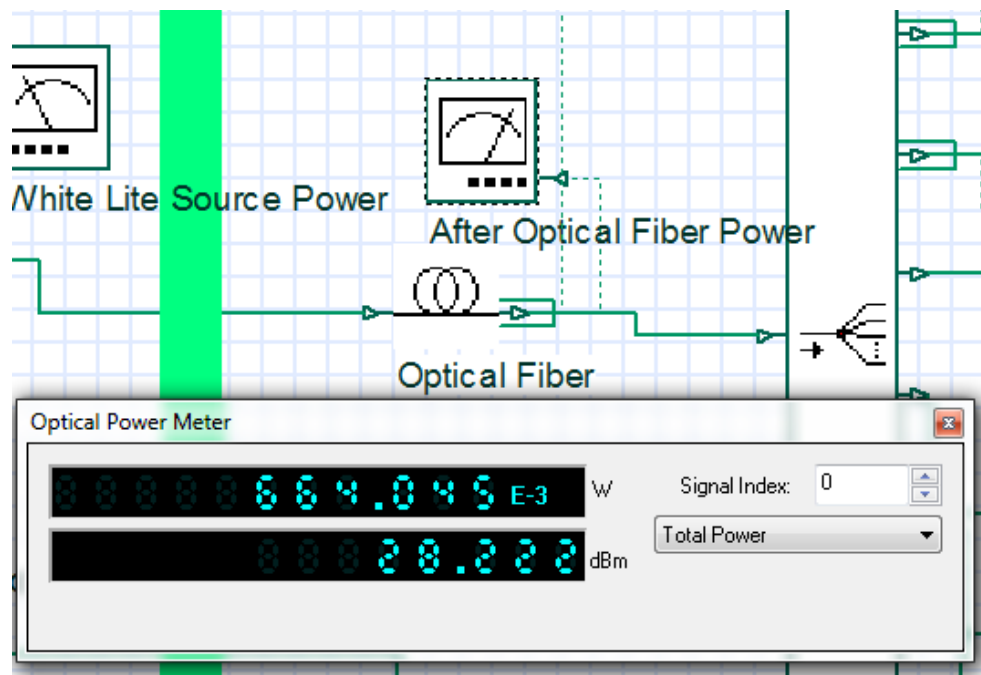 White Lite Source Power
After Optical Fiber Power
Optical Fiber
Optical Power Meter
664.045 E-3 W
Signal Index: 0
28.222 dBm
Total Power